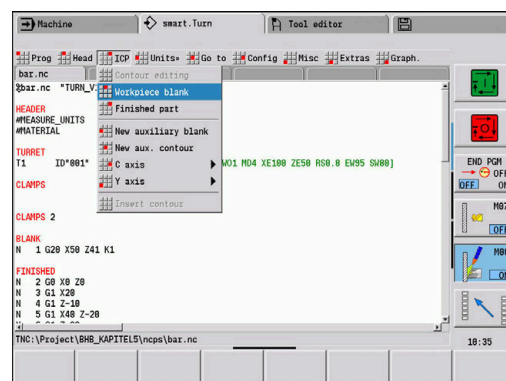 Machine smart.Turn Tool editor
Prog Head ICP Units» Go to Config Misc Extras Graph.
bar.nc
Contour editing
Workpiece blank
Finished part
New auxiliary blank
New aux. contour
C axis
Y axis
Insert contour
%bar.nc "TURN_V
HEADER
#MEASURE_UNITS
#MATERIAL
TURRET
T1 ID"001" WO1 MD4 XE100 ZE50 RS0.8 EW95 SW80]
CLAMPS
CLAMPS 2
BLANK
N 1 G20 X50 Z41 K1
FINISHED
N 2 G0 X0 Z0
N 3 G1 X20
N 4 G1 Z-10
N 5 G1 X40 Z-20
TNC:\Project\BHB_KAPITEL5\ncps\bar.nc
END PGM
OFF
OFF
OFF
18:35